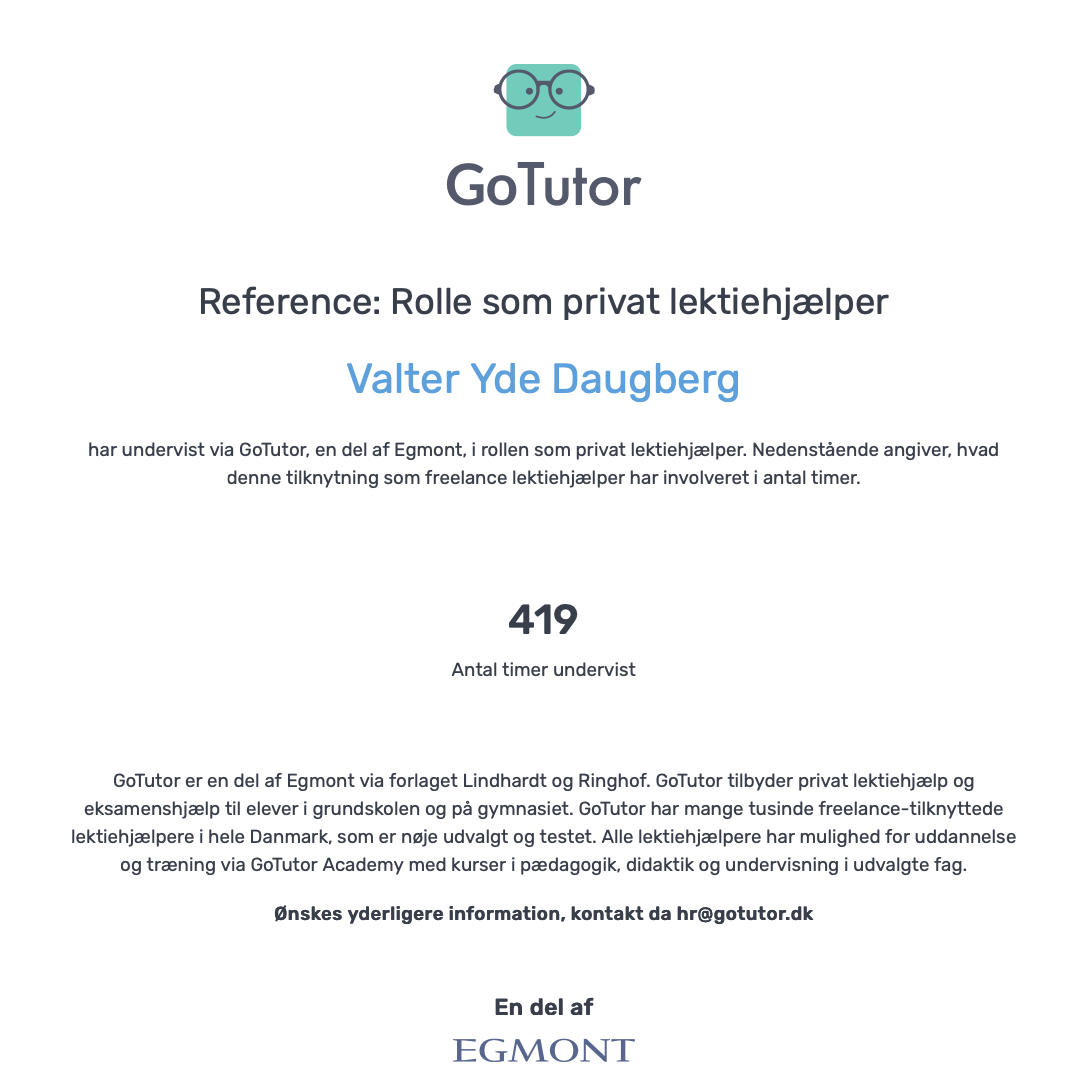 GoTutor
Reference: Rolle som privat lektiehjælper
Valter Yde Daugberg
har undervist via GoTutor, en del af Egmont, i rollen som privat lektiehjælper. Nedenstående angiver, hvad
denne tilknytning som freelance lektiehjælper har involveret i antal timer.
419
Antal timer undervist
GoTutor er en del af Egmont via forlaget Lindhardt og Ringhof. GoTutor tilbyder privat lektiehjælp og
eksamenshjælp til elever i grundskolen og på gymnasiet. GoTutor har mange tusinde freelance-tilknyttede
lektiehjælpere i hele Danmark, som er nøje udvalgt og testet. Alle lektiehjælpere har mulighed for uddannelse
og træning via GoTutor Academy med kurser i pædagogik, didaktik og undervisning i udvalgte fag.
Ønskes yderligere information, kontakt da hr@gotutor.dk
En del af
EGMONT